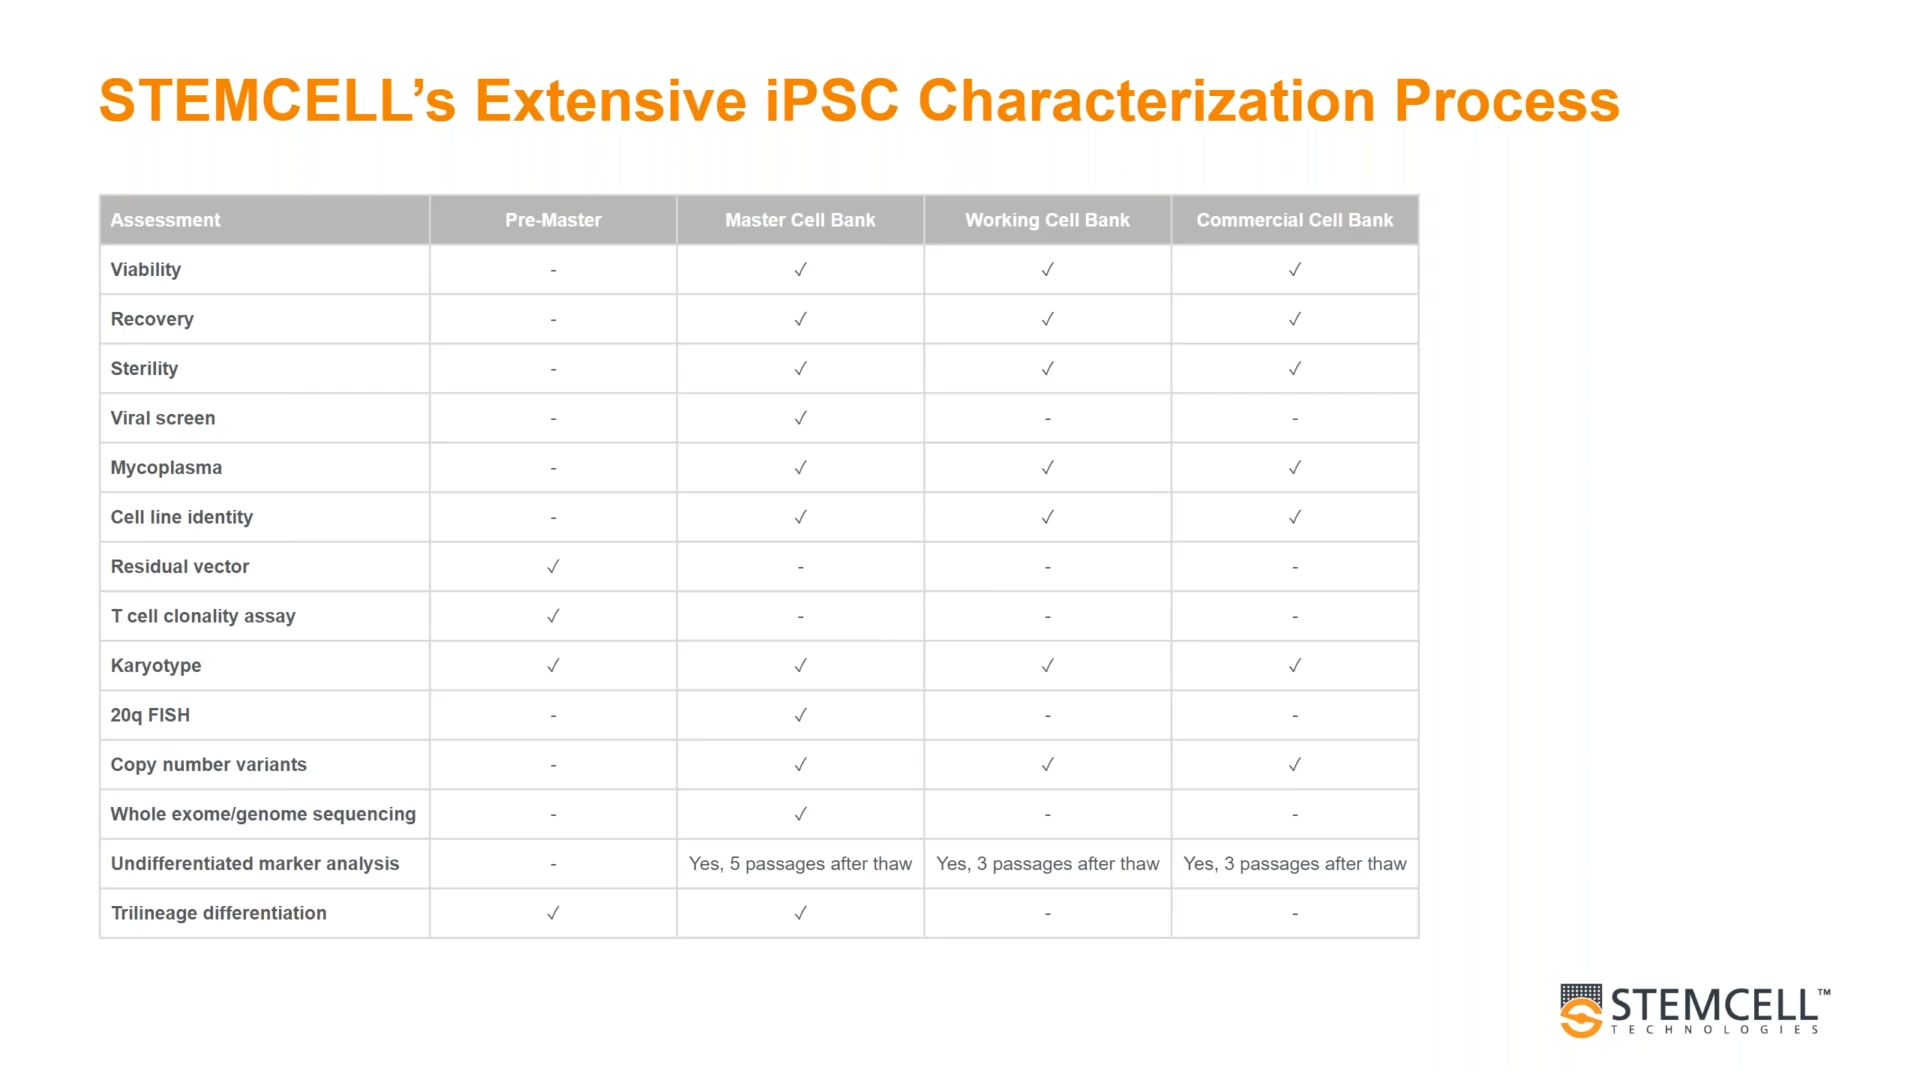 STEMCELL’s Extensive iPSC Characterization Process
Assessment Pre-Master Master Cell Bank Working Cell Bank Commercial Cell Bank
Viability - ✓ ✓ ✓
Recovery - ✓ ✓ ✓
Sterility - ✓ ✓ ✓
Viral screen - ✓ - -
Mycoplasma - ✓ ✓ ✓
Cell line identity - ✓ ✓ ✓
Residual vector ✓ - - -
T cell clonality assay ✓ - - -
Karyotype ✓ ✓ ✓ ✓
20q FISH - ✓ - -
Copy number variants - ✓ ✓ ✓
Whole exome/genome sequencing - ✓ - -
Undifferentiated marker analysis - Yes, 5 passages after thaw Yes, 3 passages after thaw Yes, 3 passages after thaw
Trilineage differentiation ✓ ✓ - -
STEMCELL™
TECHNOLOGIES